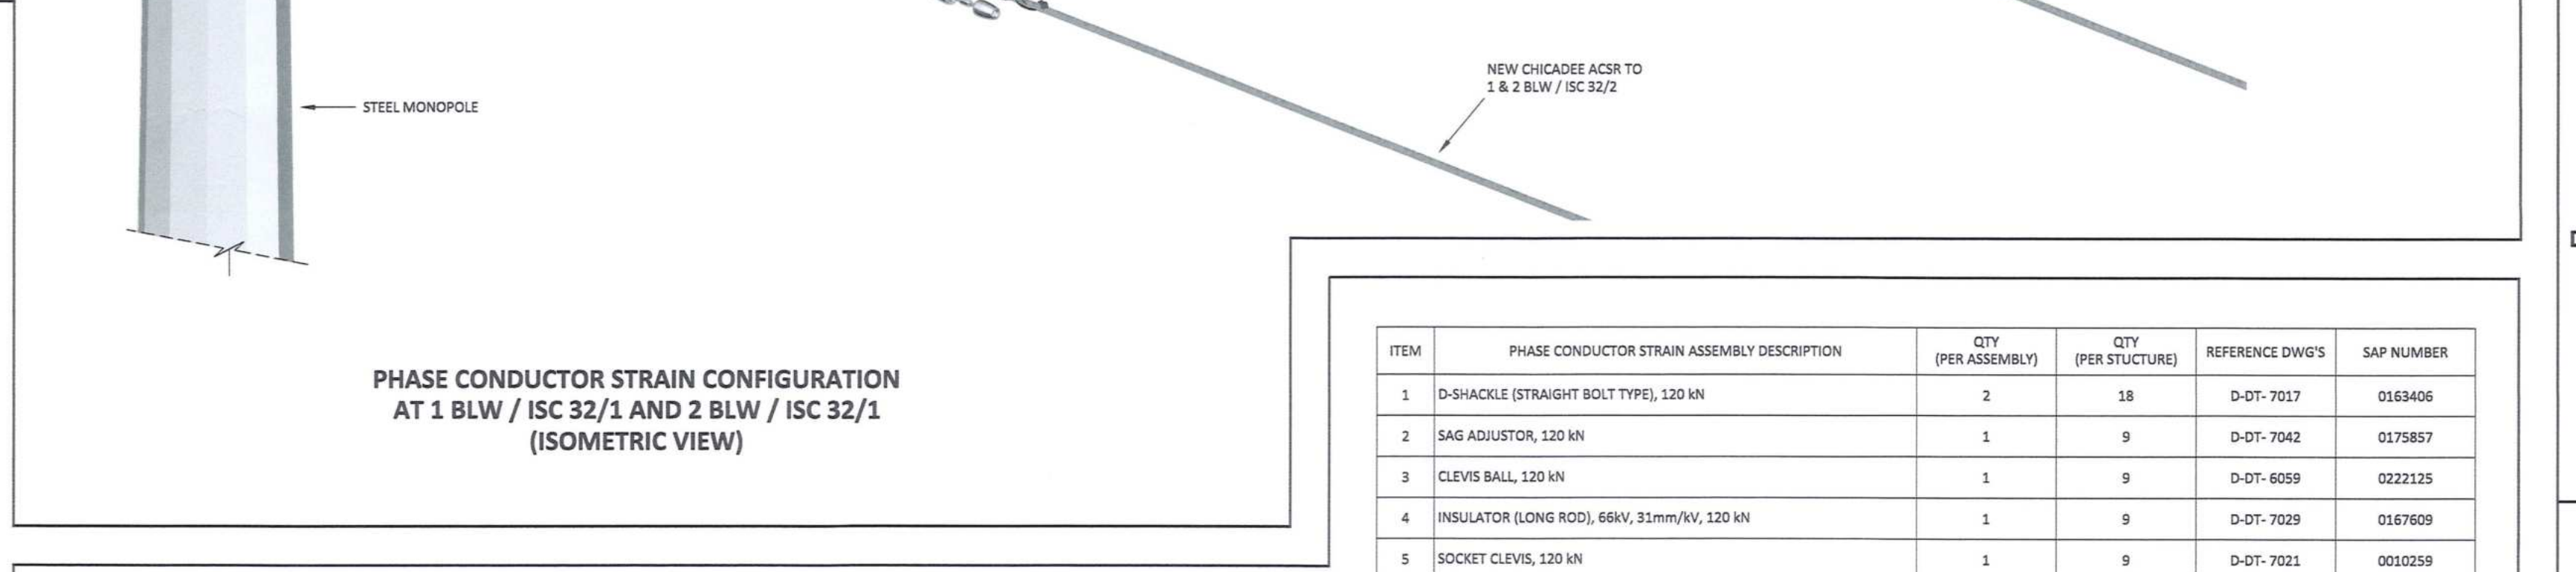 NEW CHICADEE ACSR TO
1 & 2 BLW / ISC 32/2
STEEL MONOPOLE
PHASE CONDUCTOR STRAIN CONFIGURATION
AT 1 BLW / ISC 32/1 AND 2 BLW / ISC 32/1
(ISOMETRIC VIEW)
ITEM PHASE CONDUCTOR STRAIN ASSEMBLY DESCRIPTION QTY (PER ASSEMBLY) QTY (PER STUCTURE) REFERENCE DWG'S SAP NUMBER
1 D-SHACKLE (STRAIGHT BOLT TYPE), 120 kN 2 18 D-DT- 7017 0163406
2 SAG ADJUSTOR, 120 kN 1 9 D-DT- 7042 0175857
3 CLEVIS BALL, 120 kN 1 9 D-DT- 6059 0222125
4 INSULATOR (LONG ROD), 66kV, 31mm/kV, 120 kN 1 9 D-DT- 7029 0167609
5 SOCKET CLEVIS, 120 kN 1 9 D-DT- 7021 0010259